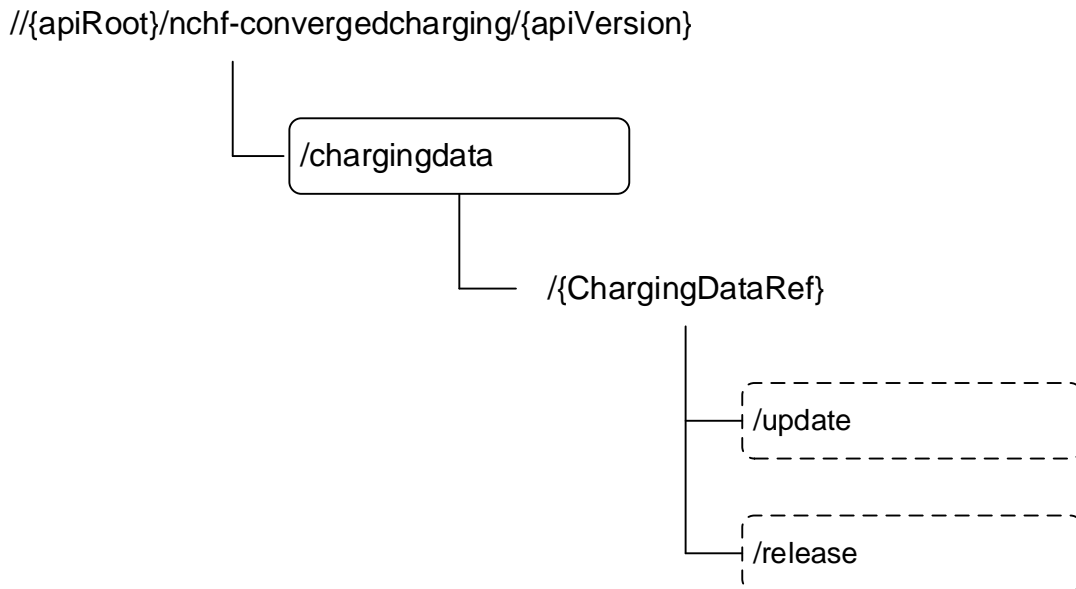 //{apiRoot}/nchf-convergedcharging/{apiVersion}
/chargingdata
/{ChargingDataRef}
/update
/release